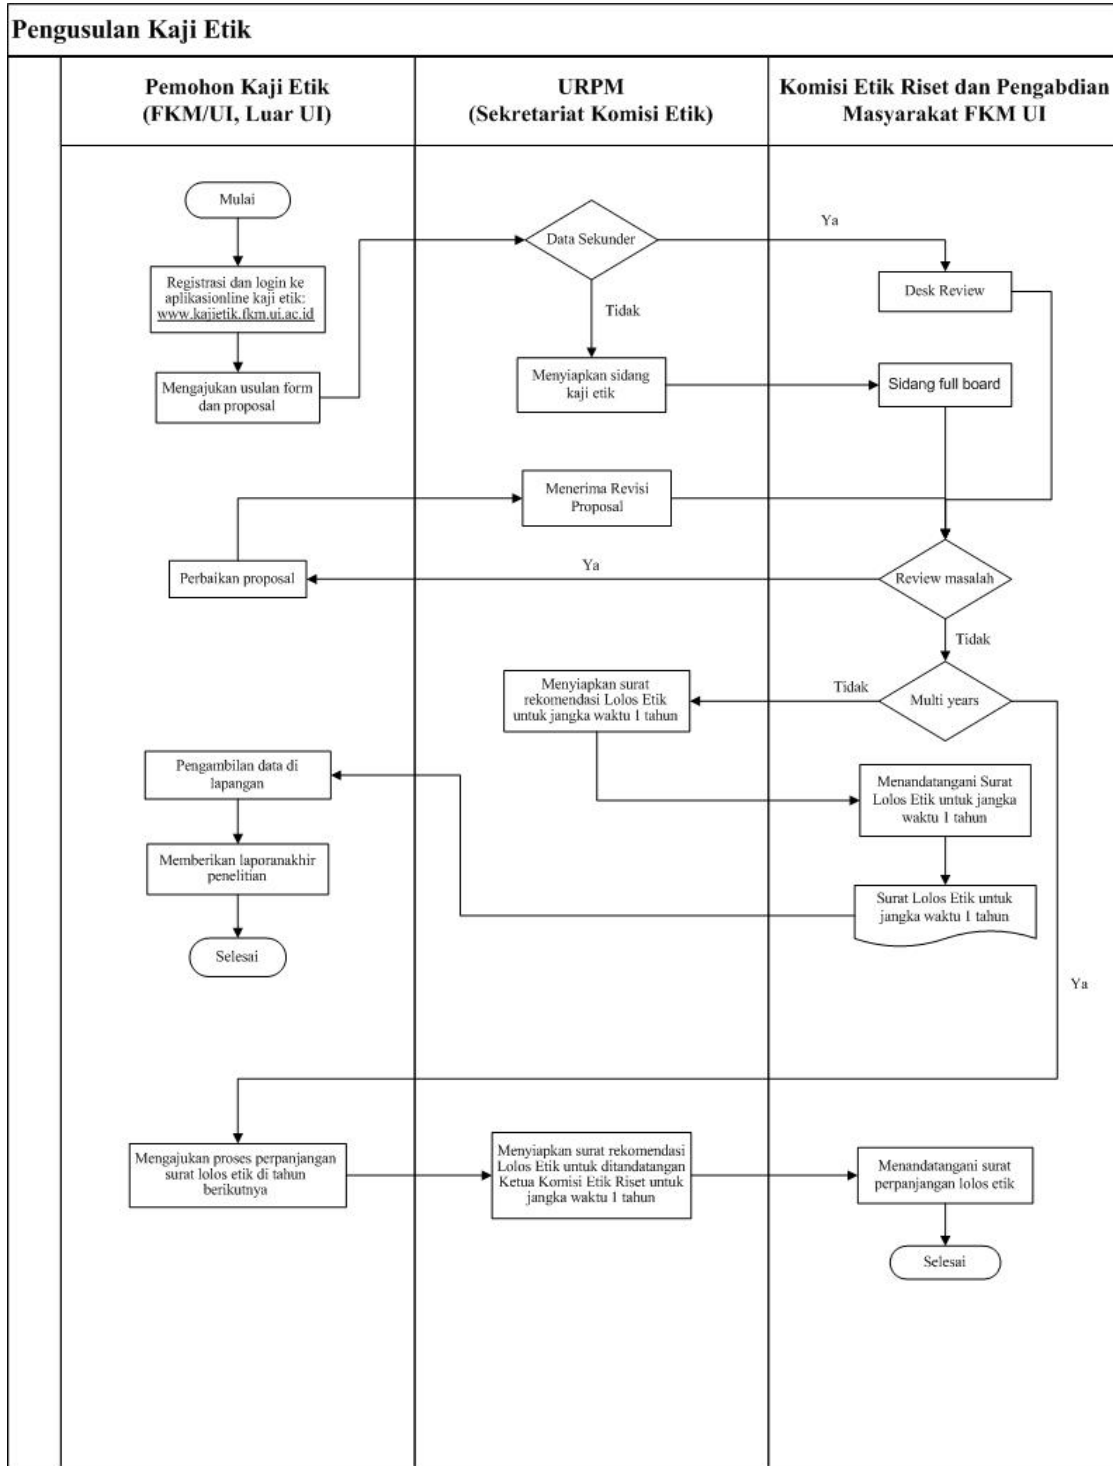 Pengusulan Kaji Etik
Pemohon Kaji Etik
(FKM/UI, Luar UI)
URPM
(Sekretariat Komisi Etik)
Komisi Etik Riset dan Pengabdian
Masyarakat FKM UI
Mulai
Registrasi dan login ke
aplikasionline kaji etik:
www.kajietik.fkm.ui.ac.id
Mengajukan usulan form
dan proposal
Data Sekunder
Ya
Tidak
Desk Review
Menyiapkan sidang
kaji etik
Sidang full board
Menerima Revisi
Proposal
Perbaikan proposal
Ya
Review masalah
Tidak
Menyiapkan surat
rekomendasi Lolos Etik
untuk jangka waktu 1 tahun
Tidak
Multi years
Pengambilan data di
lapangan
Menandatangani Surat
Lolos Etik untuk jangka
waktu 1 tahun
Memberikan laporanakhir
penelitian
Surat Lolos Etik untuk
jangka waktu 1 tahun
Selesai
Ya
Mengajukan proses perpanjangan
surat lolos etik di tahun
berikutnya
Menyiapkan surat rekomendasi
Lolos Etik untuk ditandatangan
Ketua Komisi Etik Riset untuk
jangka waktu 1 tahun
Menandatangani surat
perpanjangan lolos etik
Selesai